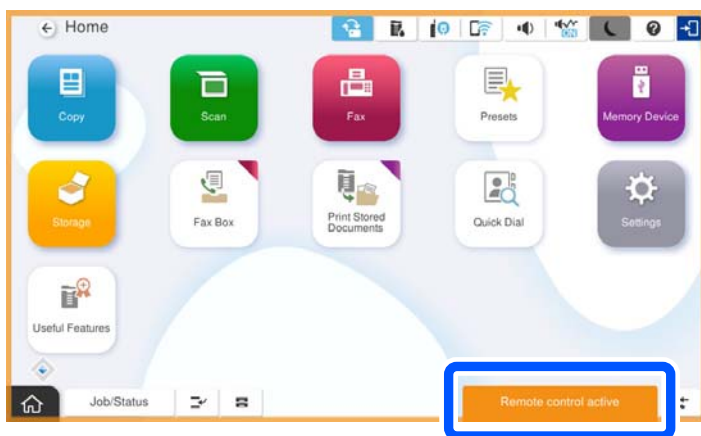 Home
ON
Copy
Scan
Fax
Presets
Memory Device
Storage
Fax Box
Print Stored
Documents
Quick Dial
Settings
Useful Features
Job/Status
Remote control active